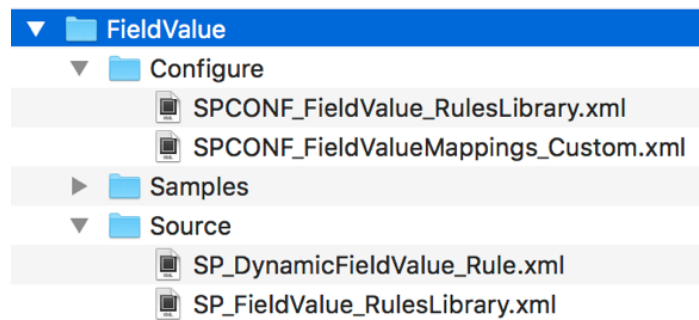 FieldValue
Configure
SPCONF_FieldValue_RulesLibrary.xml
SPCONF_FieldValueMappings_Custom.xml
Samples
Source
SP_DynamicFieldValue_Rule.xml
SP_FieldValue_RulesLibrary.xml